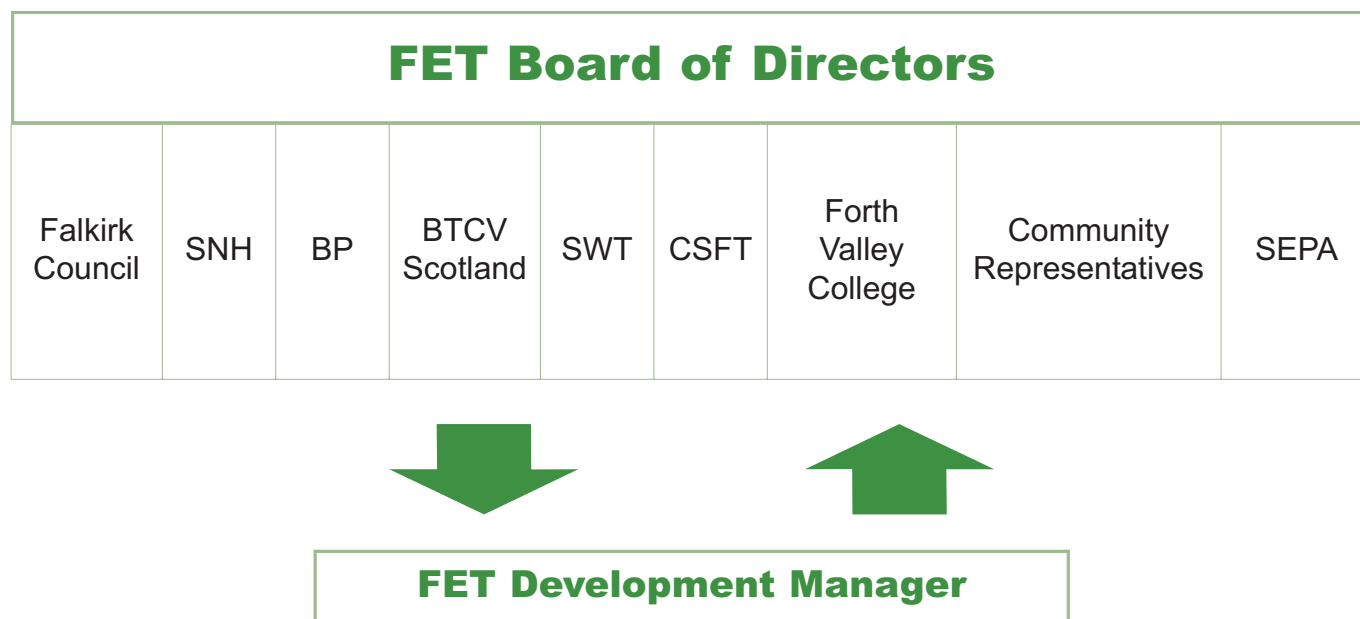 FET Board of Directors
Falkirk
Council
SNH
BP
BTCV
Scotland
SWT
CSFT
Forth
Valley
College
Community
Representatives
SEPA
FET Development Manager